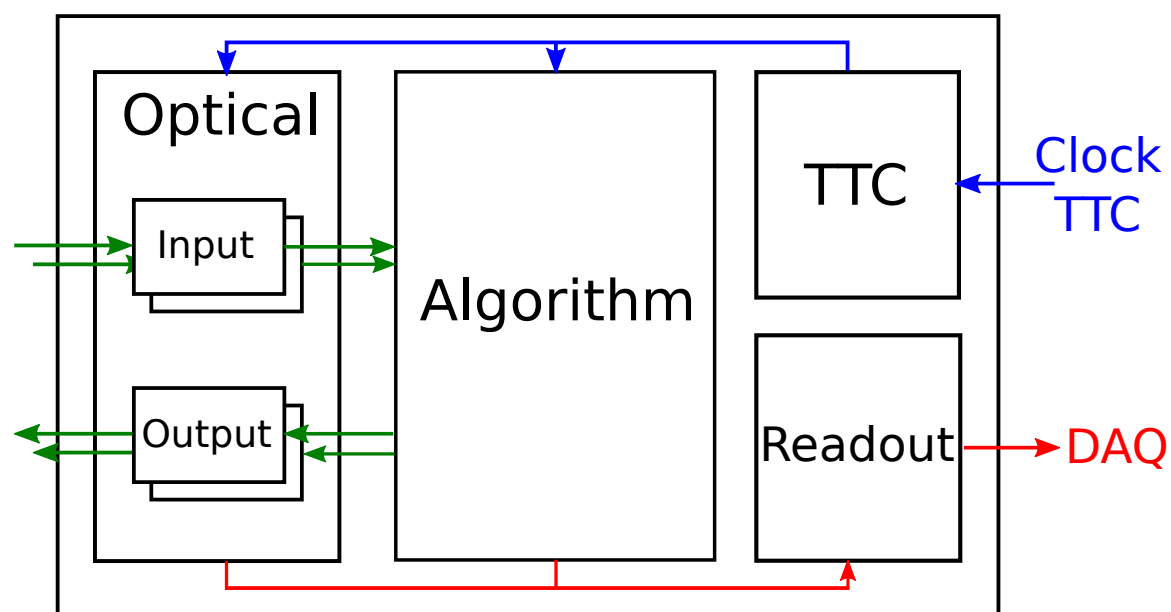 Optical
Input
Output
Algorithm
TTC
Readout
Clock
TTC
DAQ